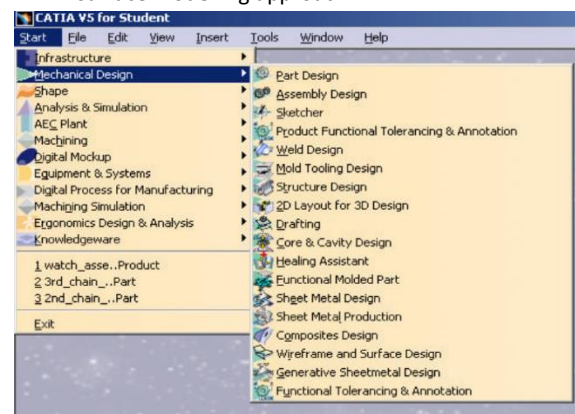 CATIA V5 for Student
Start File Edit View Insert Tools Window Help
Infrastructure
Mechanical Design
Shape
Analysis & Simulation
AEC Plant
Machining
Digital Mockup
Equipment & Systems
Digital Process for Manufacturing
Machining Simulation
Ergonomics Design & Analysis
Knowledgeware
1 watch_asse..Product
2 3rd_chain_..Part
3 2nd_chain_..Part
Exit
Part Design
Assembly Design
Sketcher
Product Functional Tolerancing & Annotation
Weld Design
Mold Tooling Design
Structure Design
2D Layout for 3D Design
Drafting
Core & Cavity Design
Healing Assistant
Functional Molded Part
Sheet Metal Design
Sheet Metal Production
Composites Design
Wireframe and Surface Design
Generative Sheetmetal Design
Functional Tolerancing & Annotation